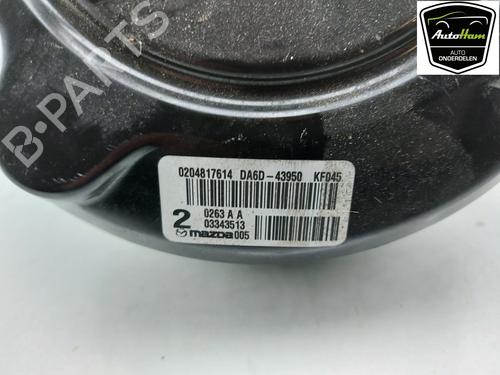 AutoHam
AUTO
ONDERDELEN
B-PARTS
0204817614 DA6D-43950 KF045
2 0263 A A
03343513
mazda 005